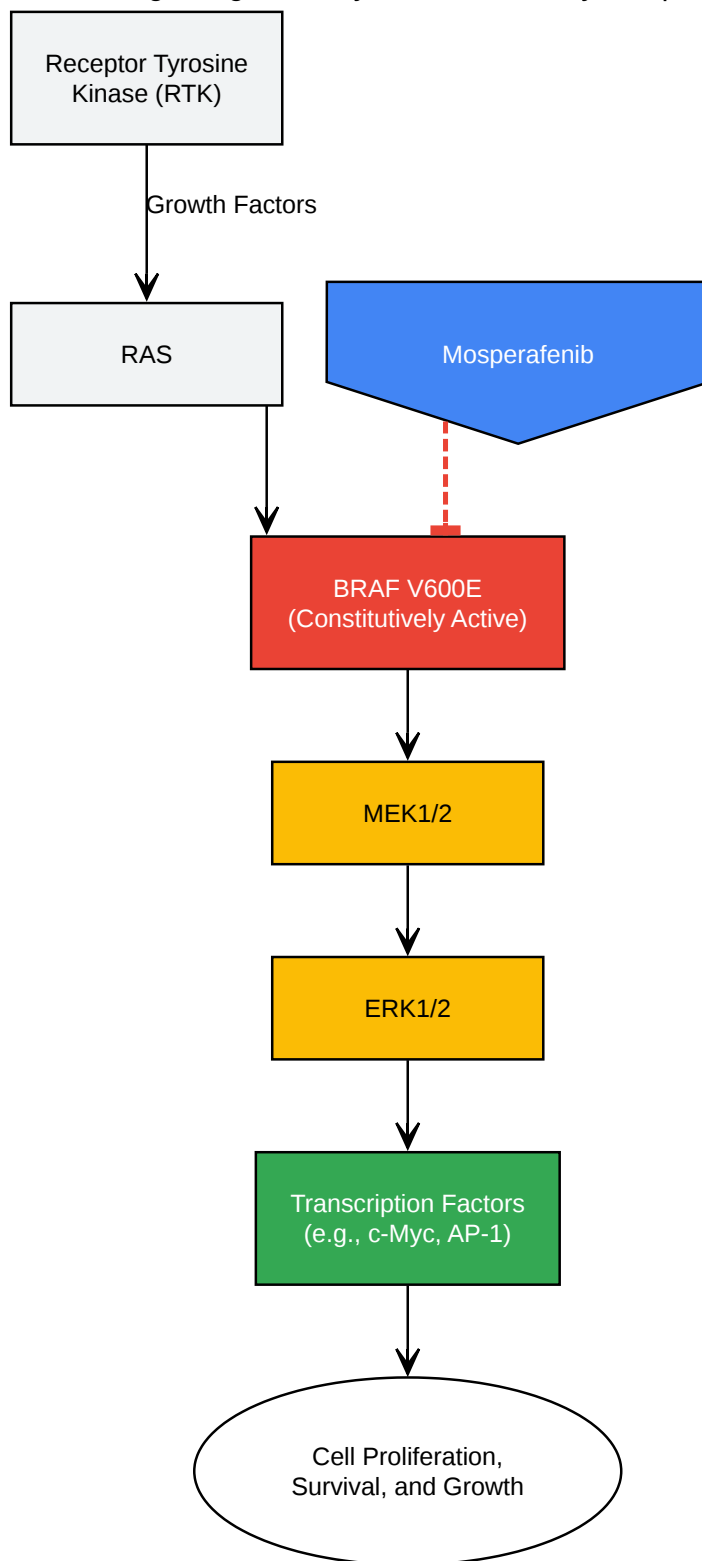 Receptor Tyrosine
Kinase (RTK)
Growth Factors
RAS
Mosperafenib
BRAF V600E
(Constitutively Active)
MEK1/2
ERK1/2
Transcription Factors
(e.g., c-Myc, AP-1)
Cell Proliferation,
Survival, and Growth